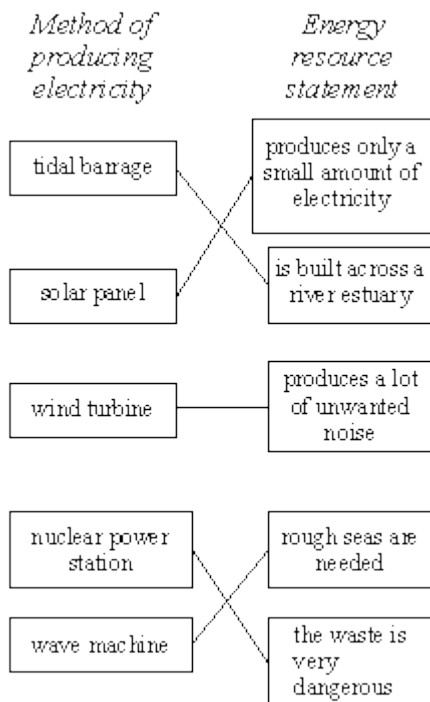 Method of
producing
electricity
Energy
resource
statement
tidal barrage
produces only a
small amount of
electricity
solar panel
is built across a
river estuary
wind turbine
produces a lot
of unwanted
noise
nuclear power
station
rough seas are
needed
wave machine
the waste is
very
dangerous